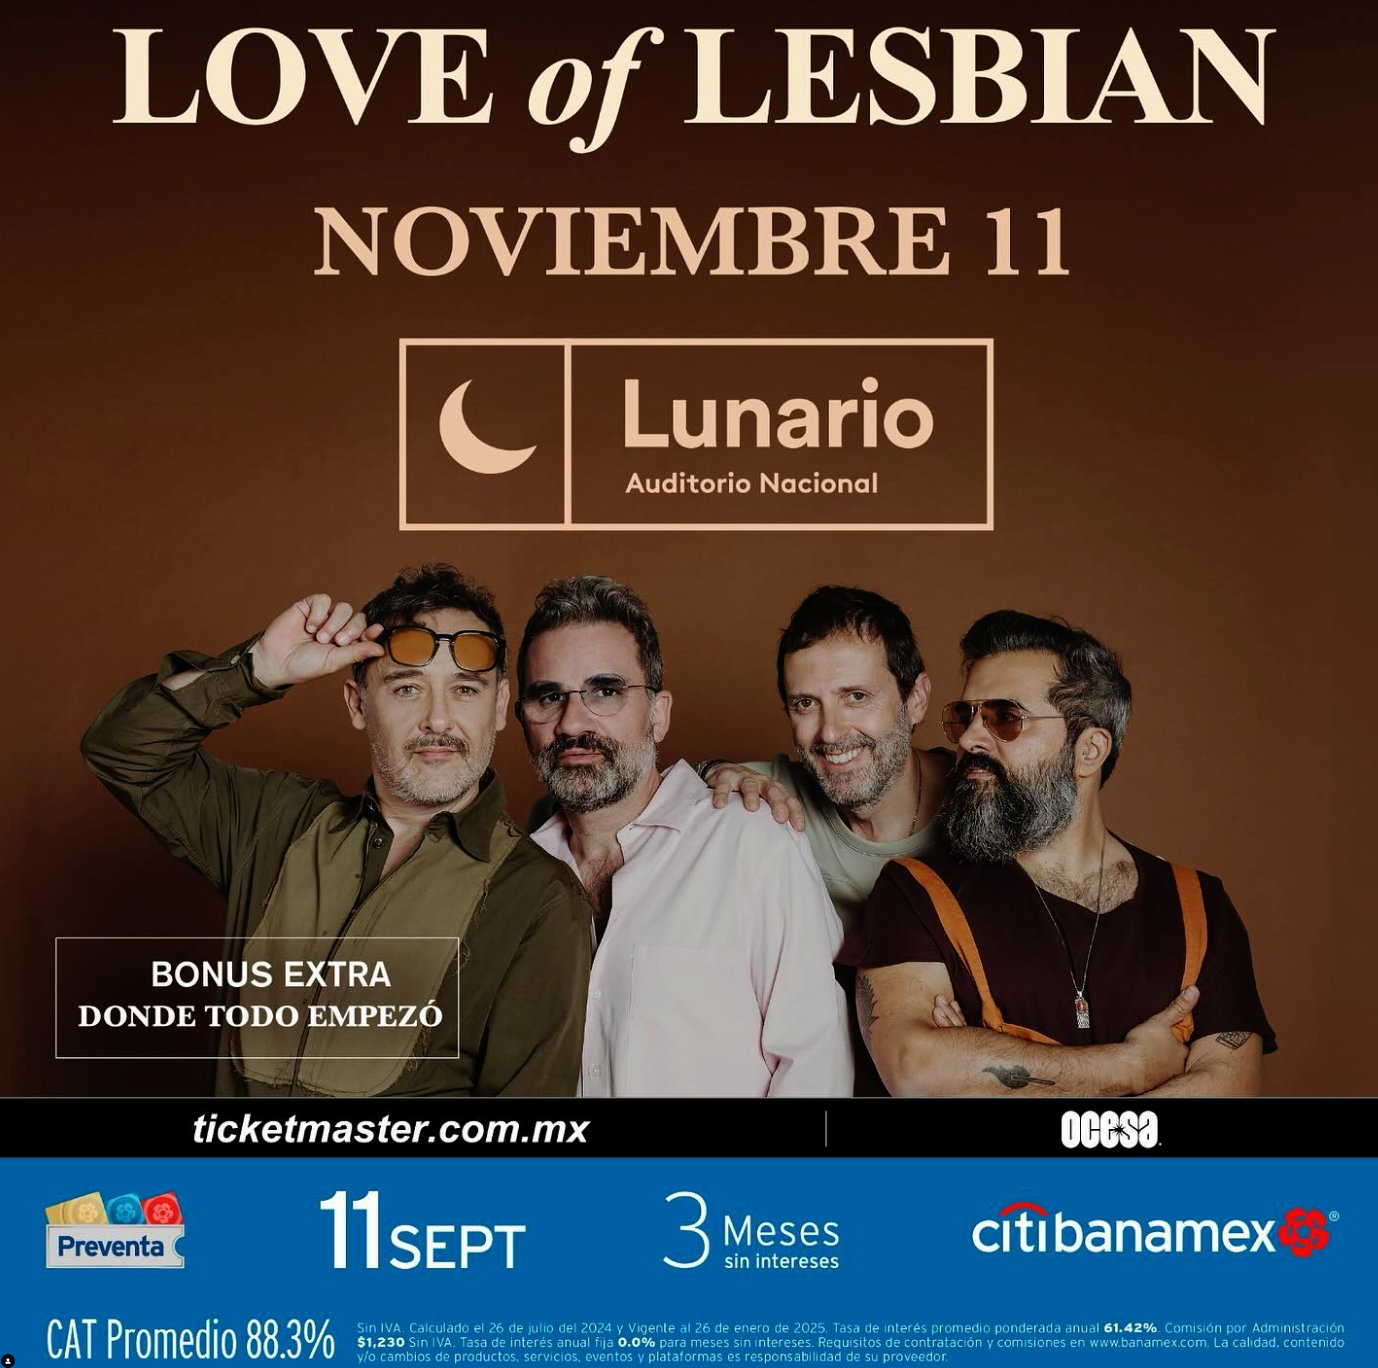 LOVE of LESBIAN
NOVIEMBRE 11
Lunario
Auditorio Nacional
BONUS EXTRA
DONDE TODO EMPEZÓ
ticketmaster.com.mx
OCESA
Preventa
11 SEPT
3 Meses
sin intereses
citibanamex®
CAT Promedio 88.3%
Sin IVA. Calculado el 26 de julio del 2024 y Vigente al 26 de enero de 2025. Tasa de interés promedio ponderada anual 61.42%. Comisión por Administración
$1,230 Sin IVA. Tasa de interés anual fija 0.0% para meses sin intereses. Requisitos de contratación y comisiones en www.banamex.com. La calidad, contenido
y/o cambios de productos, servicios, eventos y plataformas es responsabilidad de su proveedor.